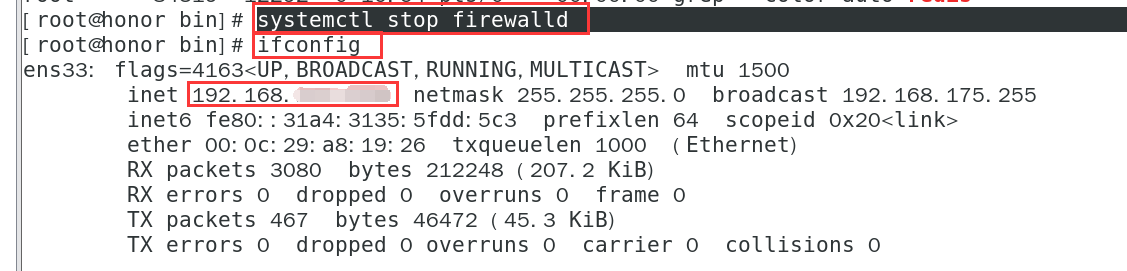 [root@honor bin]# systemctl stop firewalld
[root@honor bin]# ifconfig
ens33: flags=4163<UP,BROADCAST,RUNNING,MULTICAST>  mtu 1500
inet 192.168. netmask 255.255.255.0  broadcast 192.168.175.255
inet6 fe80::31a4:3135:5fdd:5c3  prefixlen 64  scopeid 0x20<link>
ether 00:0c:29:a8:19:26  txqueuelen 1000  (Ethernet)
RX packets 3080  bytes 212248 (207.2 KiB)
RX errors 0  dropped 0  overruns 0  frame 0
TX packets 467  bytes 46472 (45.3 KiB)
TX errors 0  dropped 0 overruns 0  carrier 0  collisions 0